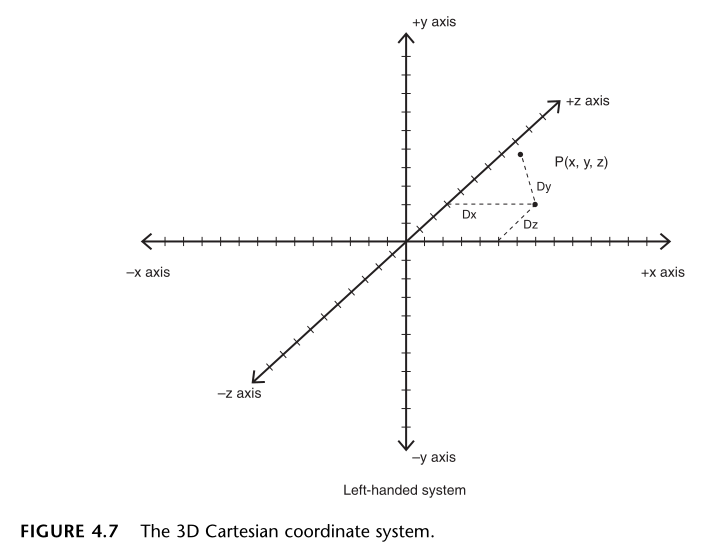 +y axis
+z axis
P(x, y, z)
Dy
Dx
Dz
–x axis
+x axis
–z axis
–y axis
Left-handed system
FIGURE 4.7 The 3D Cartesian coordinate system.